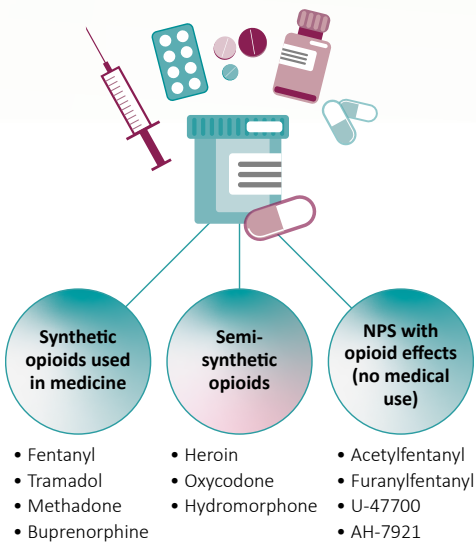 Synthetic
opioids used
in medicine
Semi-
synthetic
opioids
NPS with
opioid effects
(no medical
use)
• Fentanyl
• Tramadol
• Methadone
• Buprenorphine
• Heroin
• Oxycodone
• Hydromorphone
• Acetylfentanyl
• Furanylfentanyl
• U-47700
• AH-7921